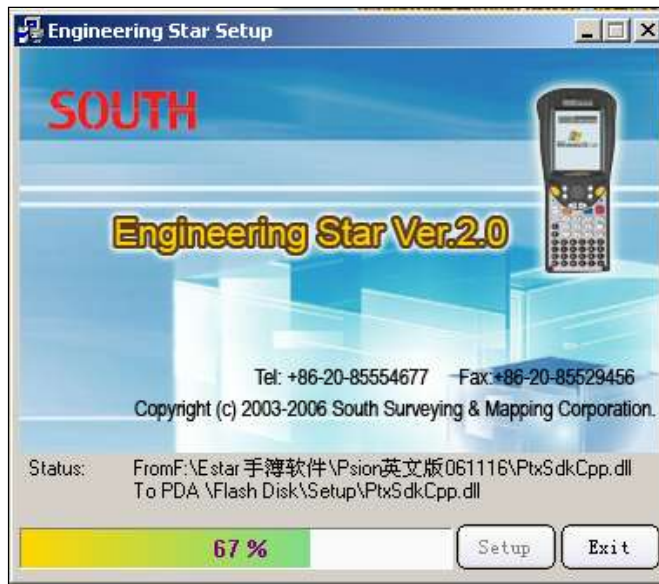 Engineering Star Setup
SOUTH
Engineering Star Ver.2.0
Tel: +86-20-85554677 Fax:+86-20-85529456
Copyright (c) 2003-2006 South Surveying & Mapping Corporation.
Status: FromF:\Estar手簿软件\Psion英文版061116\PtxSdkCpp.dll
To PDA \Flash Disk\Setup\PtxSdkCpp.dll
67 % Setup Exit